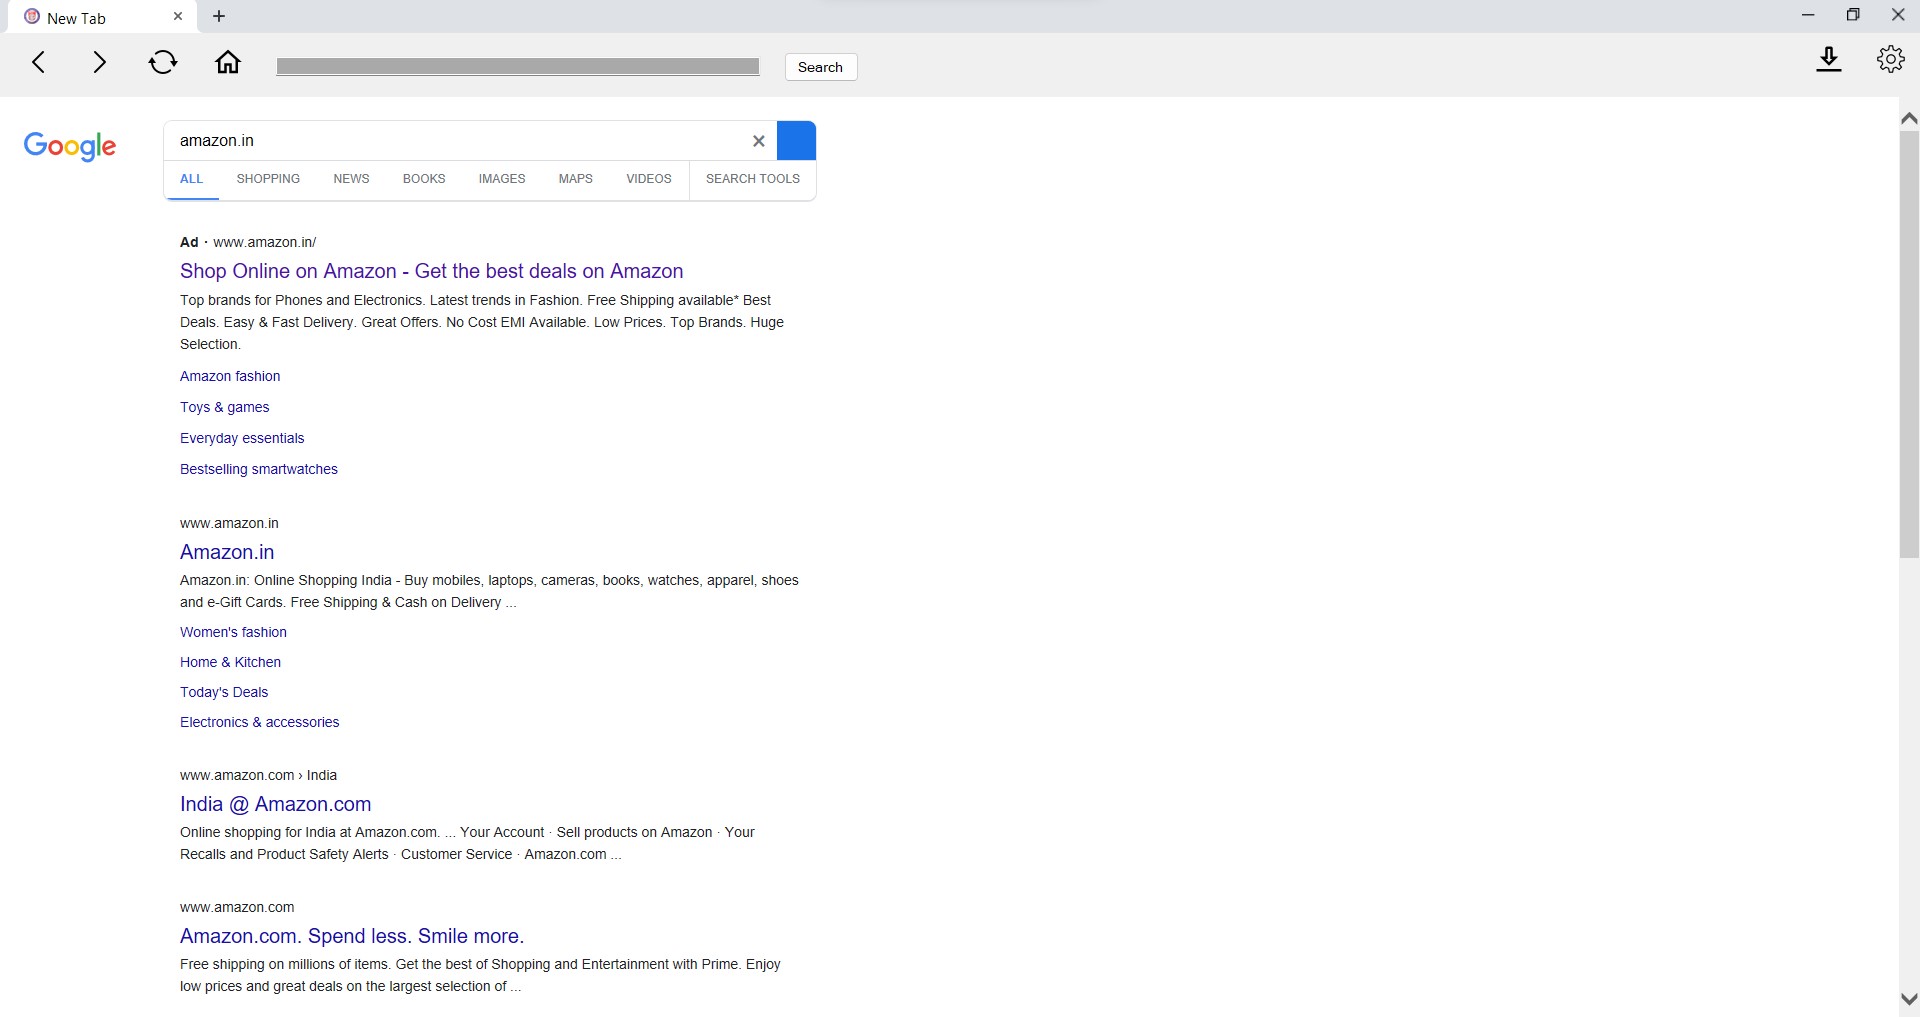 New Tab
Search
Google
amazon.in
ALL SHOPPING NEWS BOOKS IMAGES MAPS VIDEOS SEARCH TOOLS
Ad · www.amazon.in/
Shop Online on Amazon - Get the best deals on Amazon
Top brands for Phones and Electronics. Latest trends in Fashion. Free Shipping available* Best
Deals. Easy & Fast Delivery. Great Offers. No Cost EMI Available. Low Prices. Top Brands. Huge
Selection.
Amazon fashion
Toys & games
Everyday essentials
Bestselling smartwatches
www.amazon.in
Amazon.in
Amazon.in: Online Shopping India - Buy mobiles, laptops, cameras, books, watches, apparel, shoes
and e-Gift Cards. Free Shipping & Cash on Delivery ...
Women's fashion
Home & Kitchen
Today's Deals
Electronics & accessories
www.amazon.com › India
India @ Amazon.com
Online shopping for India at Amazon.com. ... Your Account · Sell products on Amazon · Your
Recalls and Product Safety Alerts · Customer Service · Amazon.com ...
www.amazon.com
Amazon.com. Spend less. Smile more.
Free shipping on millions of items. Get the best of Shopping and Entertainment with Prime. Enjoy
low prices and great deals on the largest selection of ...